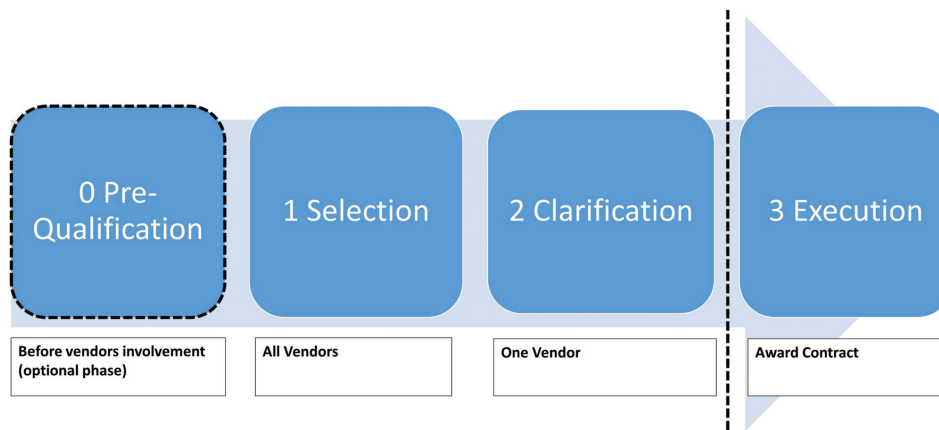 0 Pre-
Qualification
1 Selection
2 Clarification
3 Execution
Before vendors involvement
(optional phase)
All Vendors
One Vendor
Award Contract